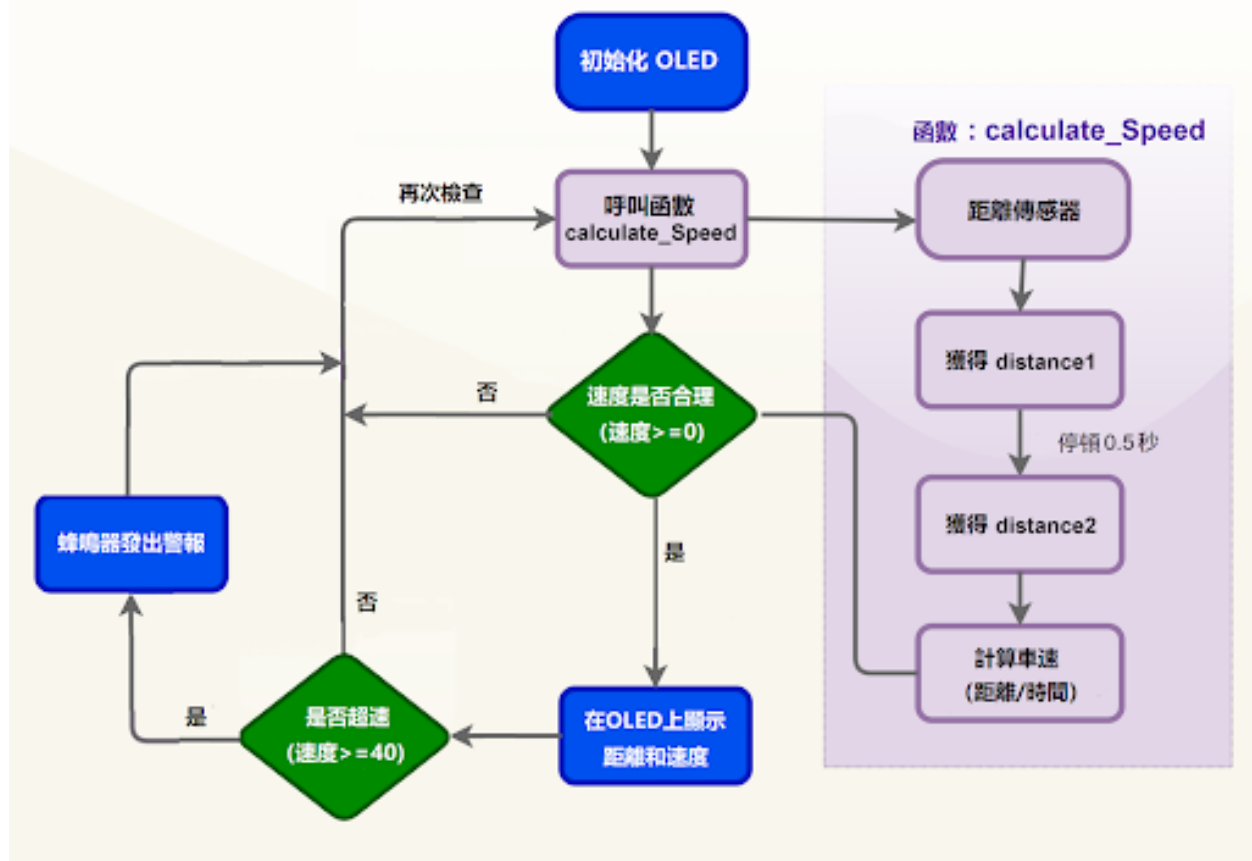 初始化 OLED
函數：calculate_Speed
再次檢查
呼叫函數
calculate_Speed
距離傳感器
獲得 distance1
否
速度是否合理
(速度>=0)
停頓0.5秒
獲得 distance2
蜂鳴器發出警報
是
否
計算車速
(距離/時間)
是
是否超速
(速度>=40)
在OLED上顯示
距離和速度